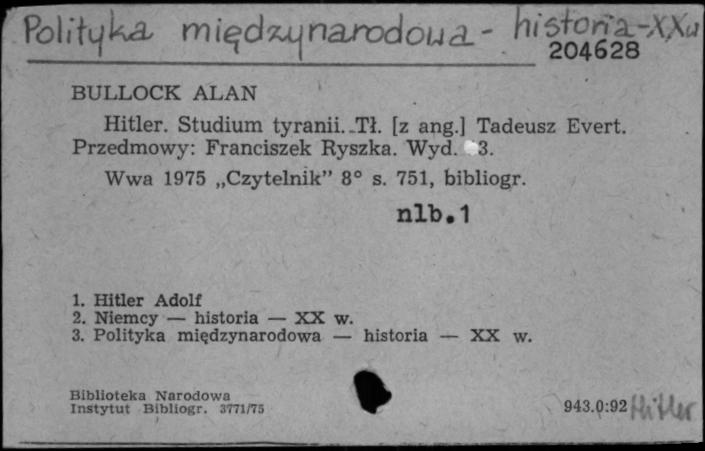 Polityka międzynarodowa - historia - XX w
204628
BULLOCK ALAN
Hitler. Studium tyranii. Tł. [z ang.] Tadeusz Evert.
Przedmowy: Franciszek Ryszka. Wyd. 3.
Wwa 1975 „Czytelnik” 8° s. 751, bibliogr.
nlb.1
1. Hitler Adolf
2. Niemcy — historia — XX w.
3. Polityka międzynarodowa — historia — XX w.
Biblioteka Narodowa
Instytut Bibliogr. 3771/75
943.0:92 Hitler